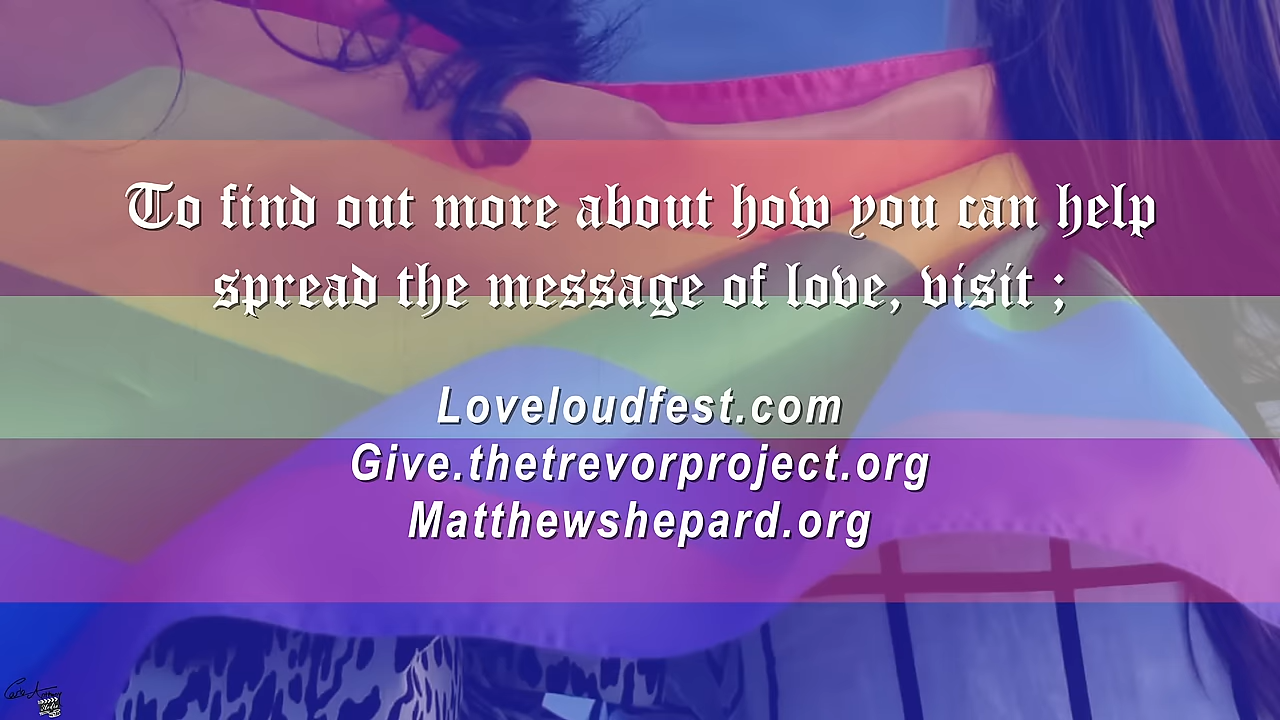 To find out more about how you can help
spread the message of love, visit ;
Loveloudfest.com
Give.thetrevorproject.org
Matthewshepard.org